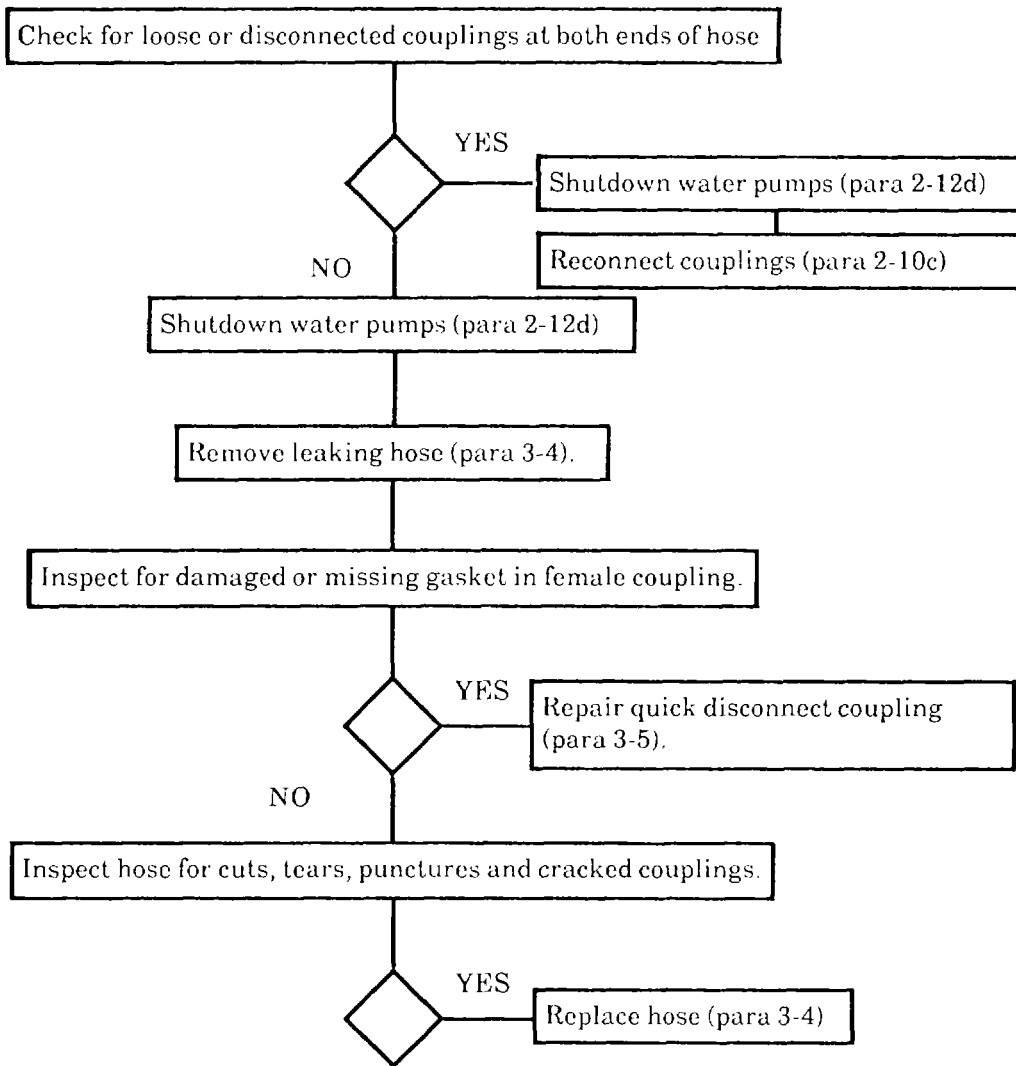 Check for loose or disconnected couplings at both ends of hose
YES
Shutdown water pumps (para 2-12d)
Reconnect couplings (para 2-10c)
NO
Shutdown water pumps (para 2-12d)
Remove leaking hose (para 3-4).
Inspect for damaged or missing gasket in female coupling.
YES
Repair quick disconnect coupling
(para 3-5).
NO
Inspect hose for cuts, tears, punctures and cracked couplings.
YES
Replace hose (para 3-4)